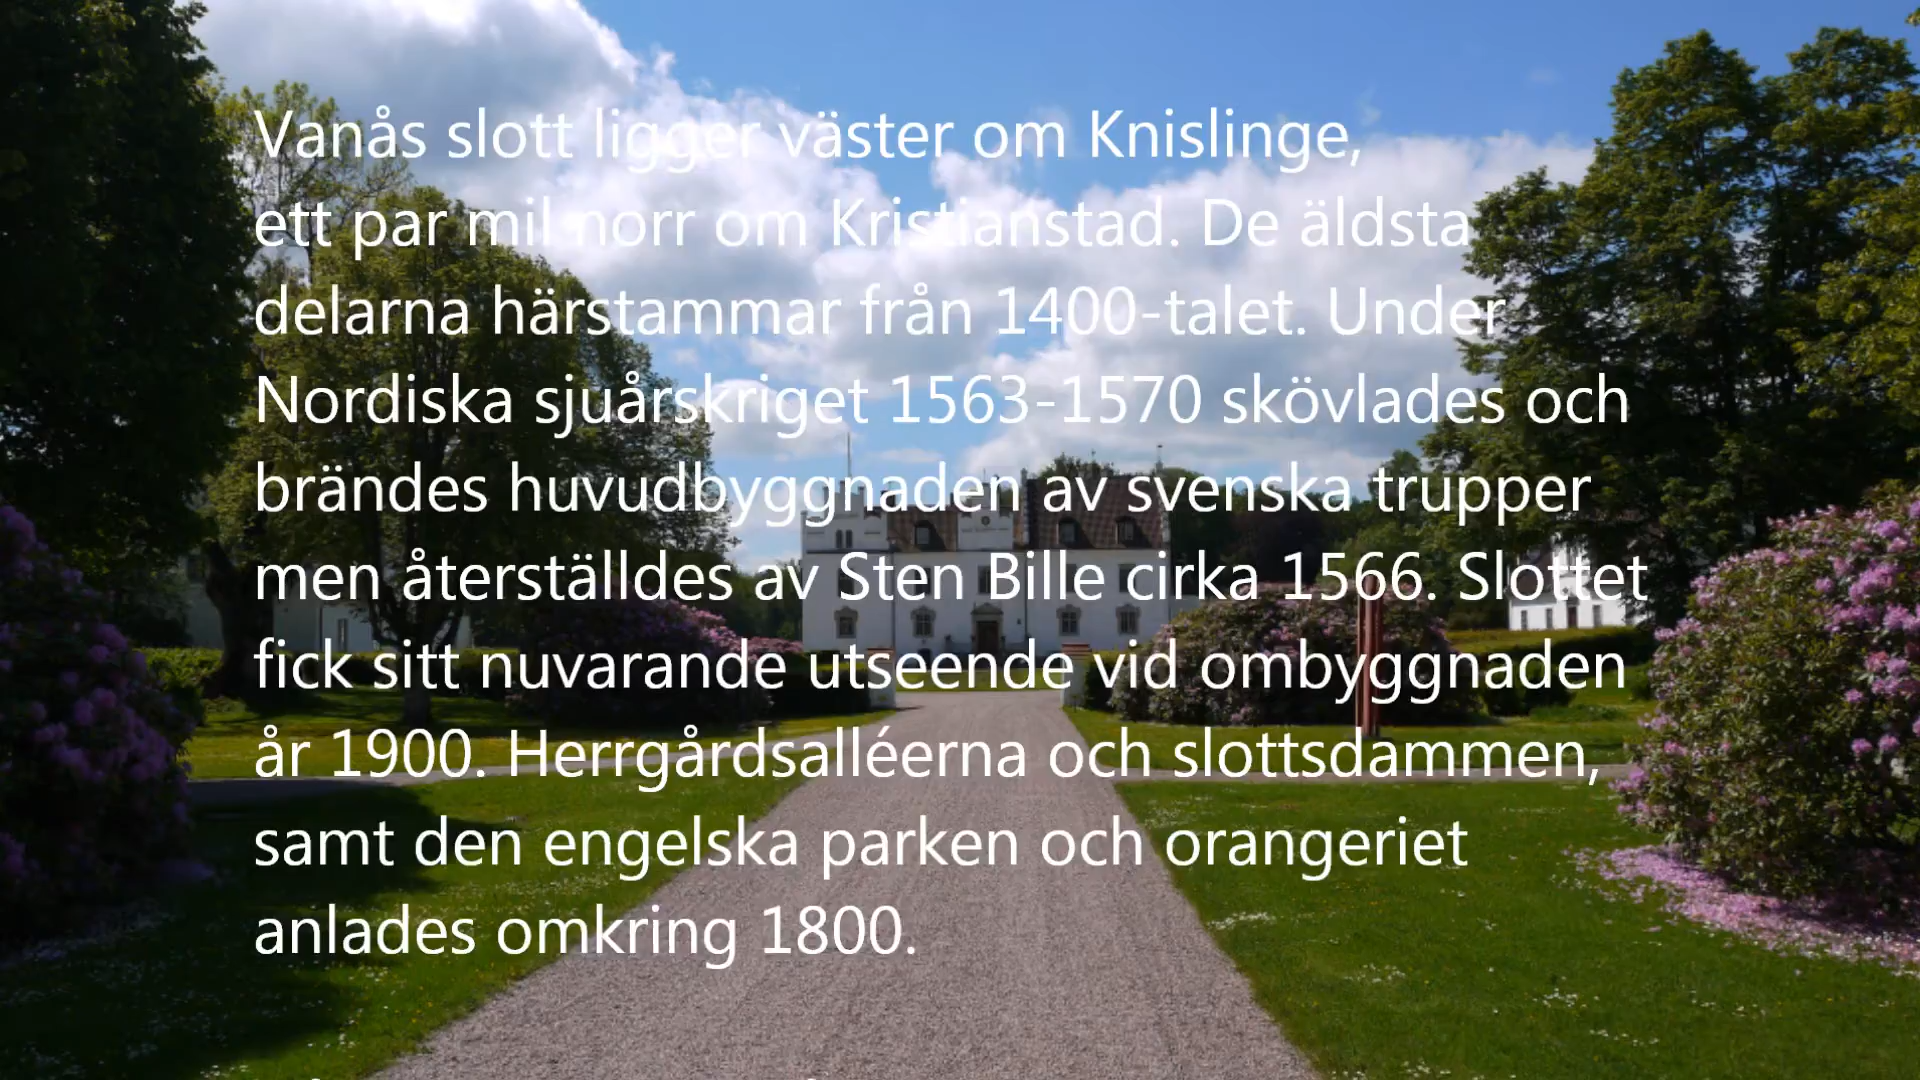 Vanås slott ligger väster om Knislinge,
ett par mil norr om Kristianstad. De äldsta
delarna härstammar från 1400-talet. Under
Nordiska sjuårskriget 1563-1570 skövlades och
brändes huvudbyggnaden av svenska trupper
men återställdes av Sten Bille cirka 1566. Slottet
fick sitt nuvarande utseende vid ombyggnaden
år 1900. Herrgårdsalléerna och slottsdammen,
samt den engelska parken och orangeriet
anlades omkring 1800.